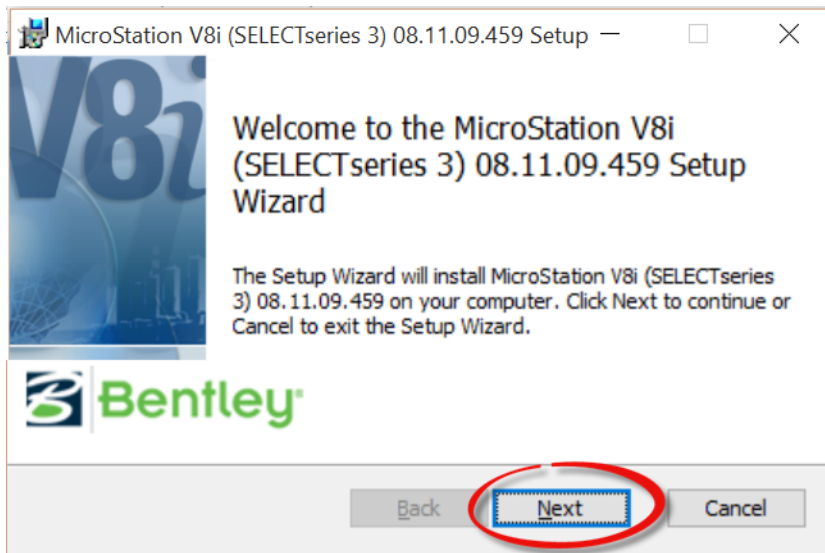 MicroStation V8i (SELECTseries 3) 08.11.09.459 Setup
V8i
Welcome to the MicroStation V8i
(SELECTseries 3) 08.11.09.459 Setup
Wizard
The Setup Wizard will install MicroStation V8i (SELECTseries
3) 08.11.09.459 on your computer. Click Next to continue or
Cancel to exit the Setup Wizard.
Bentley®
Back Next Cancel